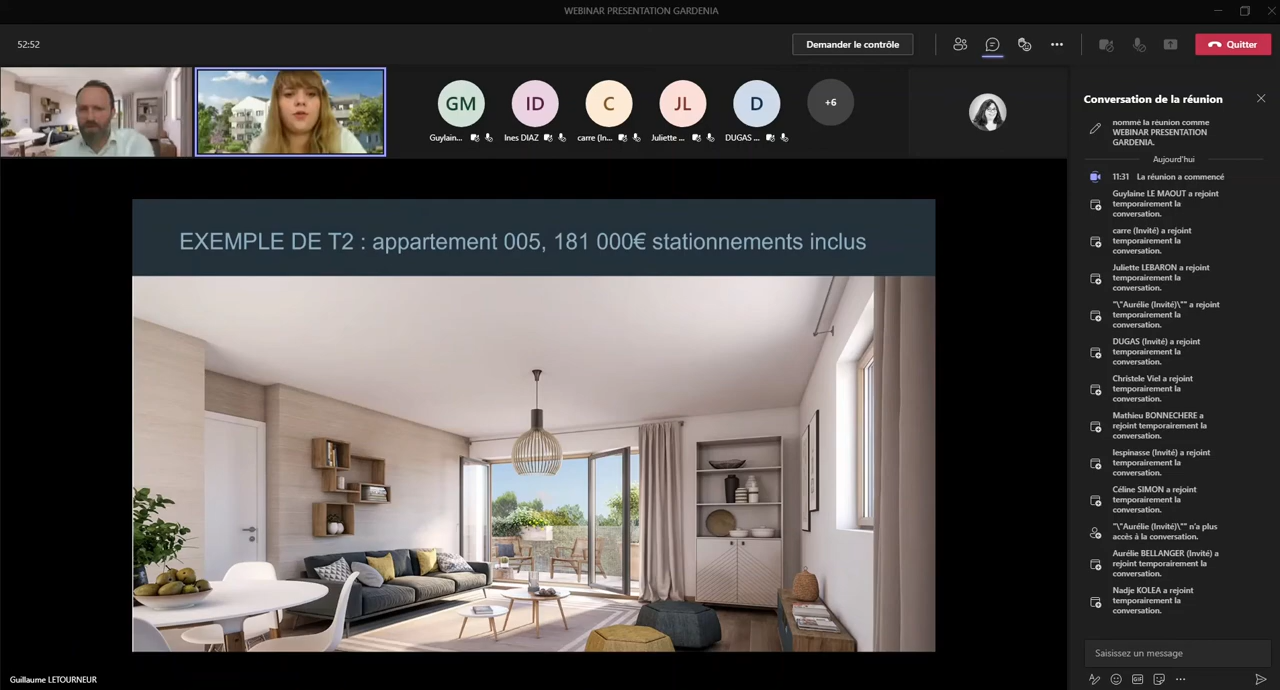 WEBINAR PRESENTATION GARDENIA
52:52
Demander le contrôle
Quitter
GM
ID
C
JL
D
+6
Guylain...
Ines DIAZ
carre (In...
Juliette ...
DUGAS ...
Conversation de la réunion
nommé la réunion comme
WEBINAR PRESENTATION
GARDENIA.
Aujourd'hui
11:31 La réunion a commencé
Guylaine LE MAOUT a rejoint
temporairement la
conversation.
carre (Invité) a rejoint
temporairement la
conversation.
Juliette LEBARON a rejoint
temporairement la
conversation.
"\"Aurélie (Invité)\"" a rejoint
temporairement la
conversation.
DUGAS (Invité) a rejoint
temporairement la
conversation.
Christele Viel a rejoint
temporairement la
conversation.
Mathieu BONNECHERE a
rejoint temporairement la
conversation.
lespinasse (Invité) a rejoint
temporairement la
conversation.
Céline SIMON a rejoint
temporairement la
conversation.
"\"Aurélie (Invité)\"" n'a plus
accès à la conversation.
Aurélie BELLANGER (Invité) a
rejoint temporairement la
conversation.
Nadje KOLEA a rejoint
temporairement la
conversation.
Saisissez un message
GIF
EXEMPLE DE T2 : appartement 005, 181 000€ stationnements inclus
Guillaume LETOURNEUR